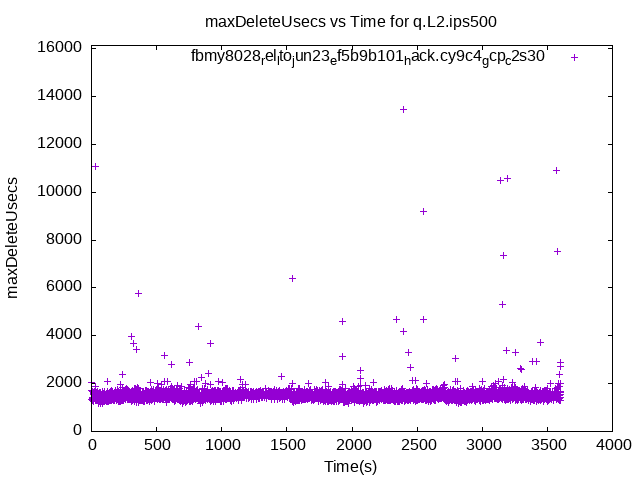 maxDeleteUsecs vs Time for q.L2.ips500
fbmy8028relltojun23ef5b9b101hack.cy9c4gcpc2s30
16000
14000
12000
10000
8000
6000
4000
2000
0
maxDeleteUsecs
0 500 1000 1500 2000 2500 3000 3500 4000
Time(s)